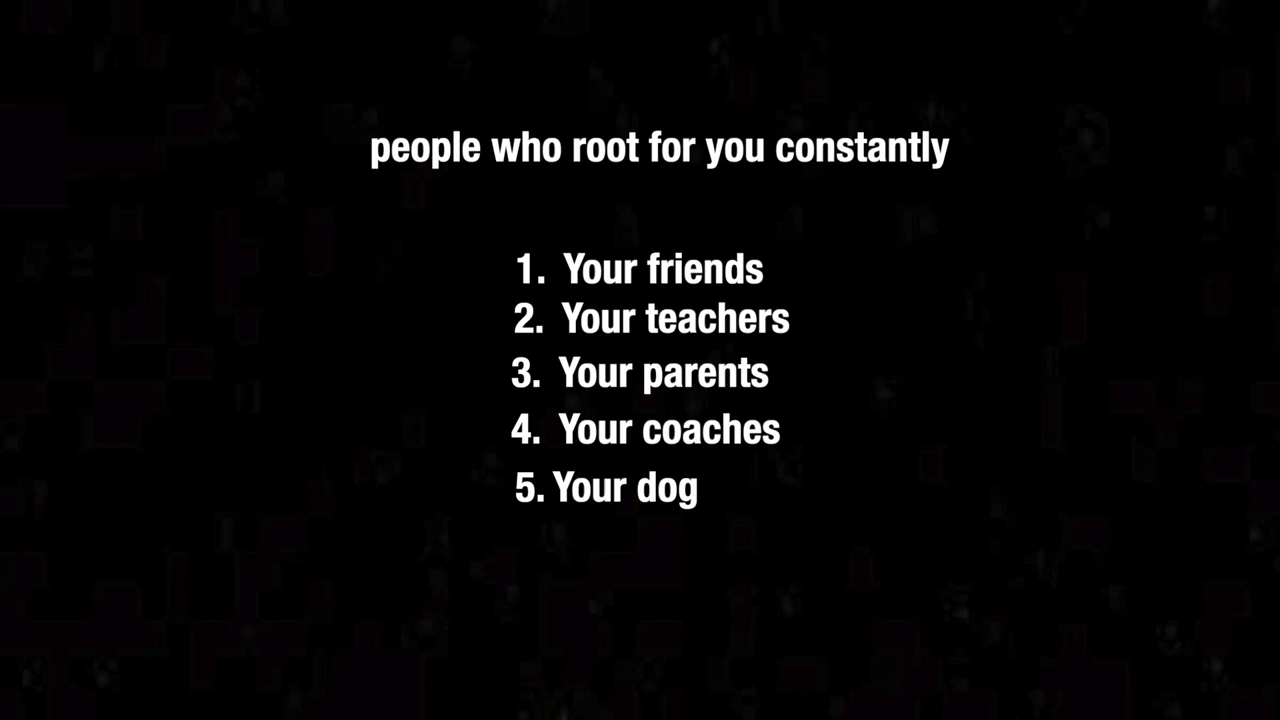 people who root for you constantly
1. Your friends
2. Your teachers
3. Your parents
4. Your coaches
5. Your dog